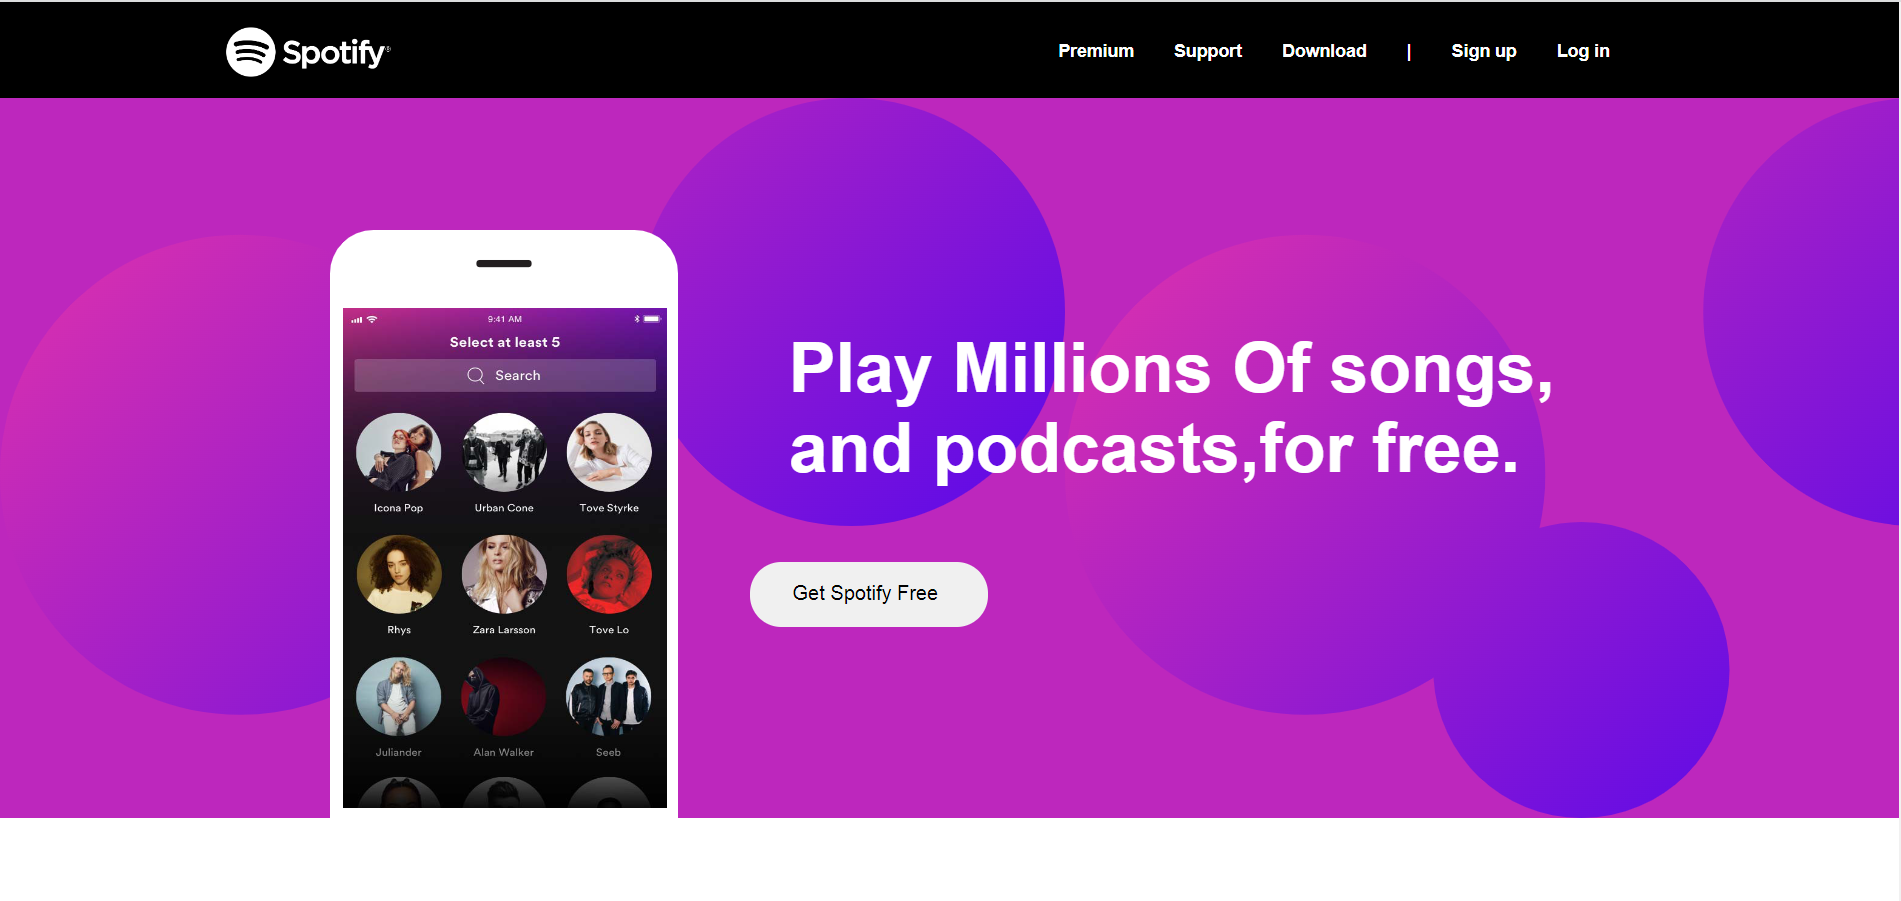 Spotify®
Premium Support Download | Sign up Log in
9:41 AM
Select at least 5
Search
Icona Pop Urban Cone Tove Styrke
Rhys Zara Larsson Tove Lo
Juliander Alan Walker Seeb
Play Millions Of songs,
and podcasts,for free.
Get Spotify Free